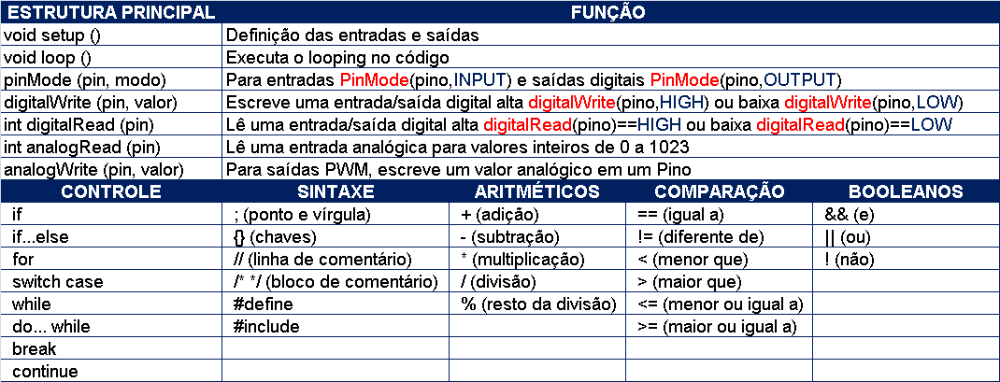 ESTRUTURA PRINCIPAL FUNÇÃO
void setup () Definição das entradas e saídas
void loop () Executa o looping no código
pinMode (pin, modo) Para entradas PinMode(pino,INPUT) e saídas digitais PinMode(pino,OUTPUT)
digitalWrite (pin, valor) Escreve uma entrada/saída digital alta digitalWrite(pino,HIGH) ou baixa digitalWrite(pino,LOW)
int digitalRead (pin) Lê uma entrada/saída digital alta digitalRead(pino)==HIGH ou baixa digitalRead(pino)==LOW
int analogRead (pin) Lê uma entrada analógica para valores inteiros de 0 a 1023
analogWrite (pin, valor) Para saídas PWM, escreve um valor analógico em um Pino
CONTROLE SINTAXE ARITMÉTICOS COMPARAÇÃO BOOLEANOS
if ; (ponto e vírgula) + (adição) == (igual a) && (e)
if...else {} (chaves) - (subtração) != (diferente de) || (ou)
for // (linha de comentário) * (multiplicação) < (menor que) ! (não)
switch case /* */ (bloco de comentário) / (divisão) > (maior que)
while #define % (resto da divisão) <= (menor ou igual a)
do... while #include >= (maior ou igual a)
break
continue